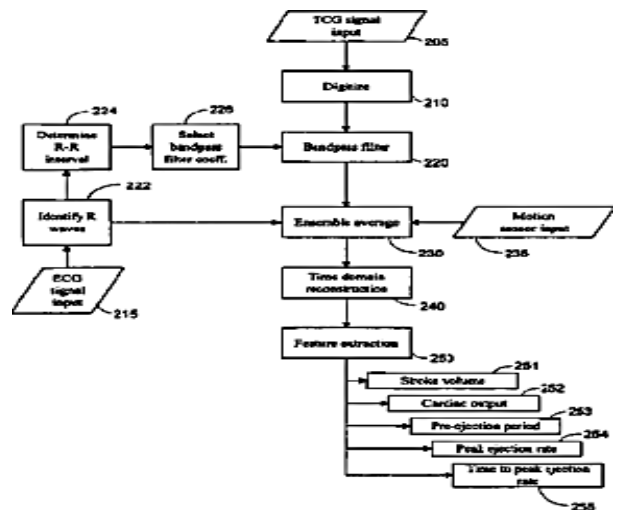 TCG signal
input
205
Digitize
210
224
226
Determine
R-R
interval
Select
bandpass
filter coeff.
Bandpass filter
220
222
Identify R
waves
Ensemble average
230
Motion
sensor input
236
ECG
signal
input
215
Time domain
reconstruction
240
Feature extraction
250
251
Stroke volume
252
Cardiac output
253
Pre-ejection period
254
Peak ejection rate
Time to peak ejection
rate
255